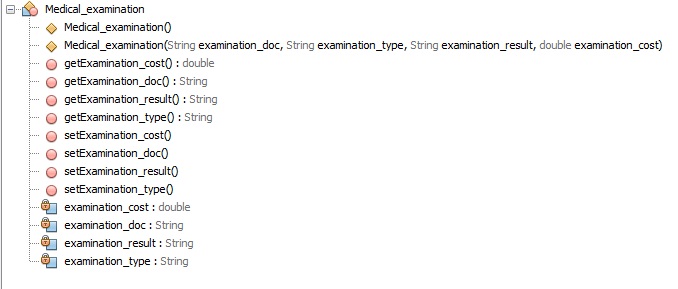 Medical_examination
Medical_examination()
Medical_examination(String examination_doc, String examination_type, String examination_result, double examination_cost)
getExamination_cost() : double
getExamination_doc() : String
getExamination_result() : String
getExamination_type() : String
setExamination_cost()
setExamination_doc()
setExamination_result()
setExamination_type()
examination_cost : double
examination_doc : String
examination_result : String
examination_type : String